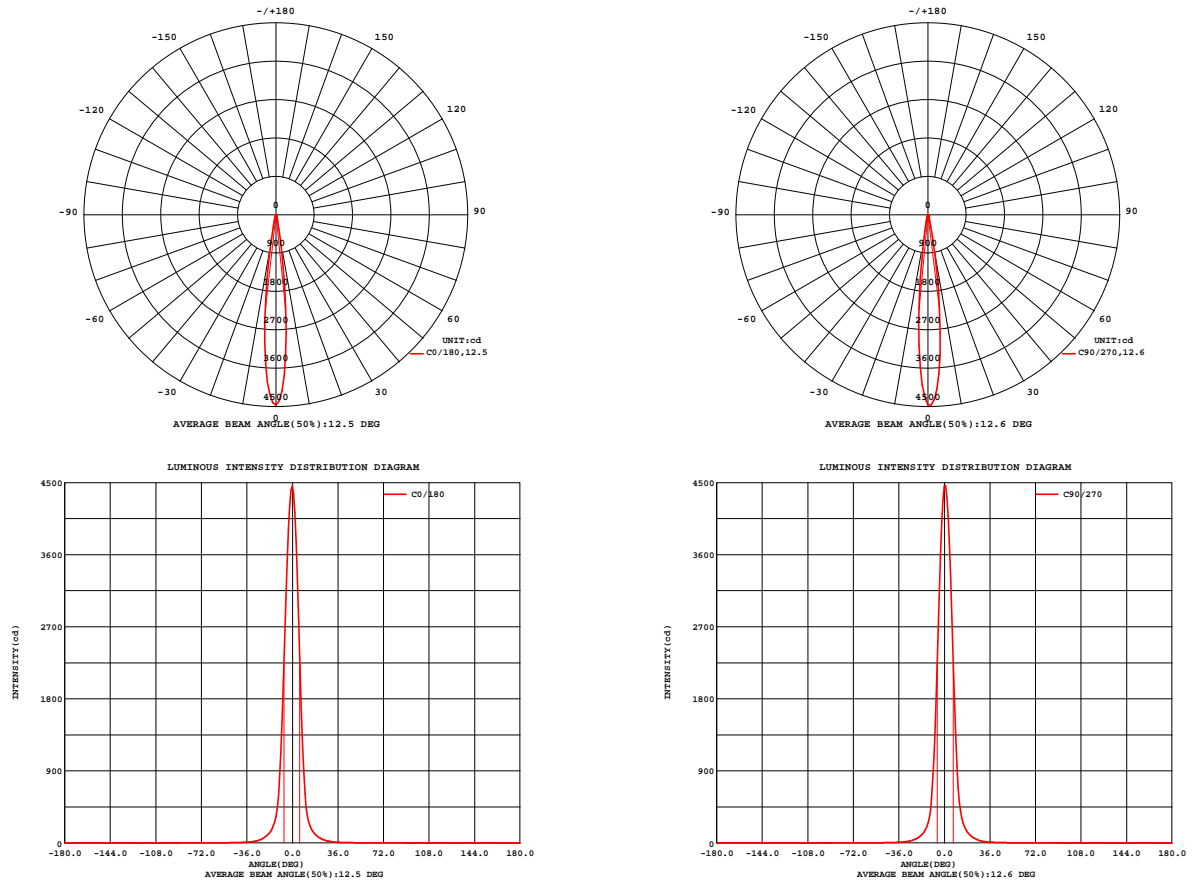 -/+180
-150 150
-120 120
-90 90
-60 60
-30 30
0
0
900
1800
2700
3600
4500
UNIT:cd
C0/180,12.5
AVERAGE BEAM ANGLE(50%):12.5 DEG
-/+180
-150 150
-120 120
-90 90
-60 60
-30 30
0
0
900
1800
2700
3600
4500
UNIT:cd
C90/270,12.6
AVERAGE BEAM ANGLE(50%):12.6 DEG
LUMINOUS INTENSITY DISTRIBUTION DIAGRAM
C0/180
INTENSITY(cd)
4500
3600
2700
1800
900
0
-180.0 -144.0 -108.0 -72.0 -36.0 0.0 36.0 72.0 108.0 144.0 180.0
ANGLE(DEG)
AVERAGE BEAM ANGLE(50%):12.5 DEG
LUMINOUS INTENSITY DISTRIBUTION DIAGRAM
C90/270
INTENSITY(cd)
4500
3600
2700
1800
900
0
-180.0 -144.0 -108.0 -72.0 -36.0 0.0 36.0 72.0 108.0 144.0 180.0
ANGLE(DEG)
AVERAGE BEAM ANGLE(50%):12.6 DEG